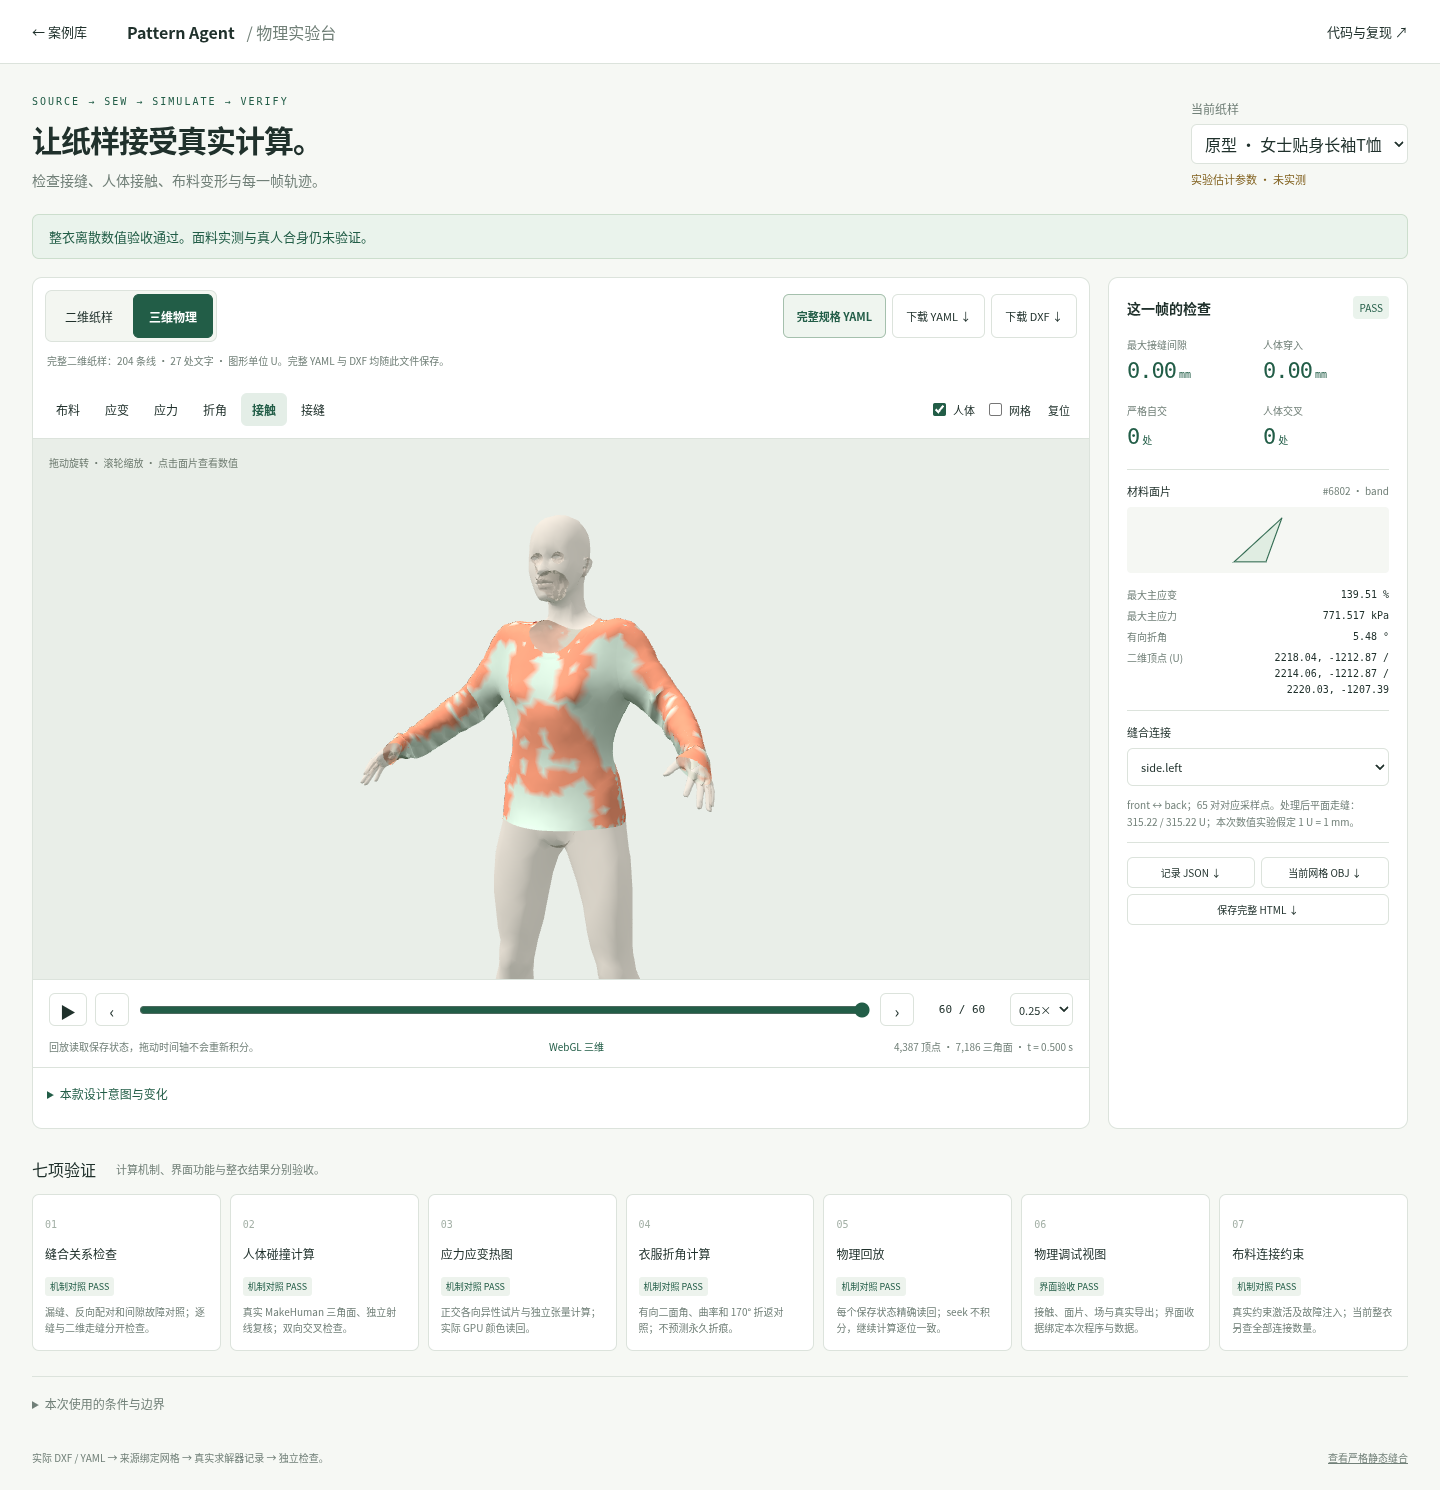 ← 案例库
Pattern Agent / 物理实验台
代码与复现 ↗
SOURCE → SEW → SIMULATE → VERIFY
让纸样接受真实计算。
检查接缝、人体接触、布料变形与每一帧轨迹。
当前纸样
原型 · 女士贴身长袖T恤
实验估计参数 · 未实测
整衣离散数值验收通过。面料实测与真人合身仍未验证。
二维纸样
三维物理
完整规格 YAML
下载 YAML ↓
下载 DXF ↓
完整二维纸样：204 条线 · 27 处文字 · 图形单位 U。完整 YAML 与 DXF 均随此文件保存。
布料
应变
应力
折角
接触
接缝
人体
网格
复位
拖动旋转 · 滚轮缩放 · 点击面片查看数值
‹
›
60 / 60
0.25×
回放读取保存状态，拖动时间轴不会重新积分。
WebGL 三维
4,387 顶点 · 7,186 三角面 · t = 0.500 s
▶ 本款设计意图与变化
这一帧的检查
PASS
最大接缝间隙
人体穿入
0.00 mm
0.00 mm
严格自交
人体交叉
0 处
0 处
材料面片
#6802 · band
最大主应变
139.51 %
最大主应力
771.517 kPa
有向折角
5.48 °
二维顶点 (U)
2218.04, -1212.87 /
2214.06, -1212.87 /
2220.03, -1207.39
缝合连接
side.left
front ↔ back；65 对对应采样点。处理后平面走缝：
315.22 / 315.22 U；本次数值实验假定 1 U = 1 mm。
记录 JSON ↓
当前网格 OBJ ↓
保存完整 HTML ↓
七项验证
计算机制、界面功能与整衣结果分别验收。
01
缝合关系检查
机制对照 PASS
漏缝、反向配对和间隙故障对照；逐
缝与二维走缝分开检查。
02
人体碰撞计算
机制对照 PASS
真实 MakeHuman 三角面、独立射
线复核；双向交叉检查。
03
应力应变热图
机制对照 PASS
正交各向异性试片与独立张量计算；
实际 GPU 颜色读回。
04
衣服折角计算
机制对照 PASS
有向二面角、曲率和 170° 折返对
照；不预测永久折痕。
05
物理回放
机制对照 PASS
每个保存状态精确读回；seek 不积
分，继续计算逐位一致。
06
物理调试视图
界面验收 PASS
接触、面片、场与真实导出；界面收
据绑定本次程序与数据。
07
布料连接约束
机制对照 PASS
真实约束激活及故障注入；当前整衣
另查全部连接数量。
▶ 本次使用的条件与边界
实际 DXF / YAML → 来源绑定网格 → 真实求解器记录 → 独立检查。
查看严格静态缝合